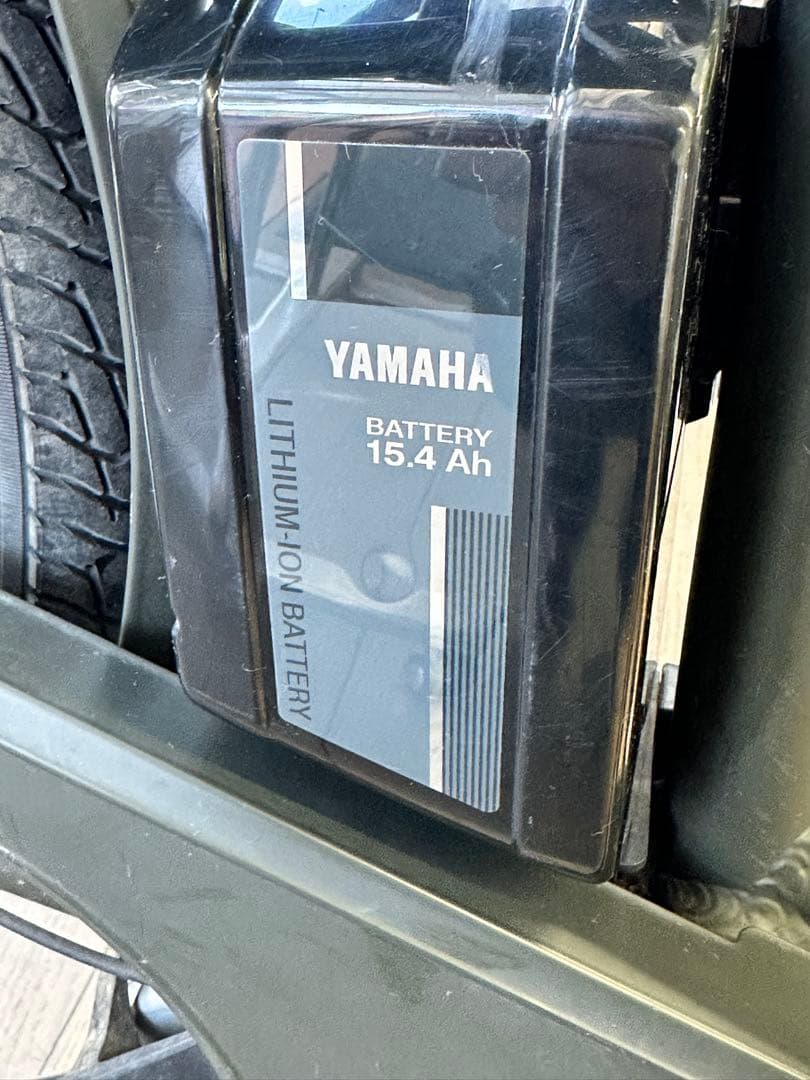 YAMAHA
BATTERY
15.4 Ah
LITHIUM-ION BATTERY